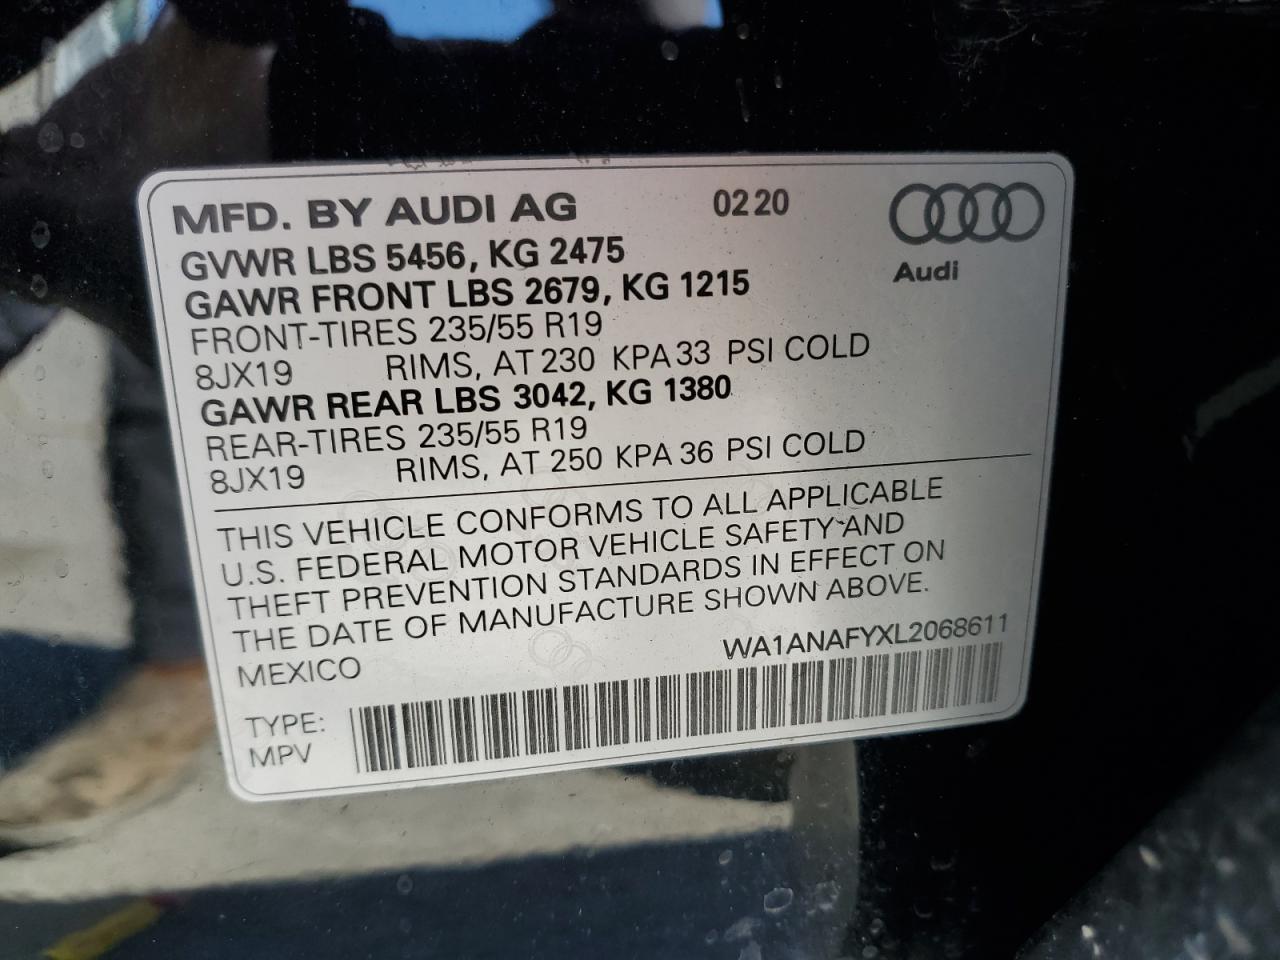 MFD. BY AUDI AG 0220
GVWR LBS 5456, KG 2475
Audi
GAWR FRONT LBS 2679, KG 1215
FRONT-TIRES 235/55 R19
8JX19 RIMS, AT 230 KPA 33 PSI COLD
GAWR REAR LBS 3042, KG 1380
REAR-TIRES 235/55 R19
8JX19 RIMS, AT 250 KPA 36 PSI COLD
THIS VEHICLE CONFORMS TO ALL APPLICABLE
U.S. FEDERAL MOTOR VEHICLE SAFETY AND
THEFT PREVENTION STANDARDS IN EFFECT ON
THE DATE OF MANUFACTURE SHOWN ABOVE.
MEXICO WA1ANAFYXL2068611
TYPE:
MPV